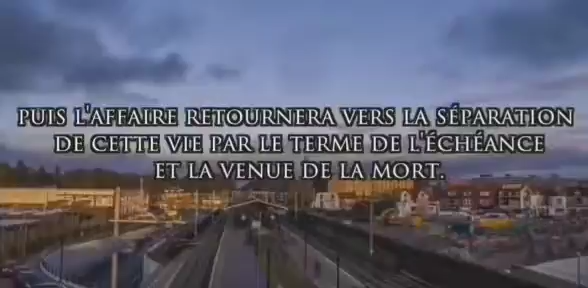 PUIS L'AFFAIRE RETOURNERA VERS LA SÉPARATION
DE CETTE VIE PAR LE TERME DE L'ÉCHÉANCE
ET LA VENUE DE LA MORT.